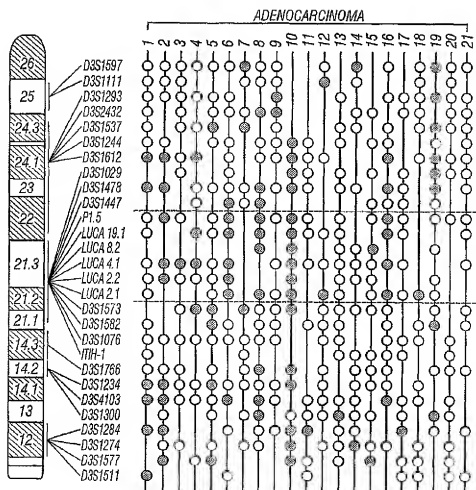 ADENOCARCINOMA
1 2 3 4 5 6 7 8 9 10 11 12 13 14 15 16 17 18 19 20 21
26
25
24.3
24.1
23
22
21.3
21.2
21.1
14.3
14.2
14.1
13
12
D3S1597
D3S1111
D3S1293
D3S2432
D3S1537
D3S1244
D3S1612
D3S1029
D3S1478
D3S1447
P1.5
LUCA 19.1
LUCA 8.2
LUCA 4.1
LUCA 2.2
LUCA 2.1
D3S1573
D3S1582
D3S1076
ITIH-1
D3S1766
D3S1234
D3S4103
D3S1300
D3S1284
D3S1274
D3S1577
D3S1511